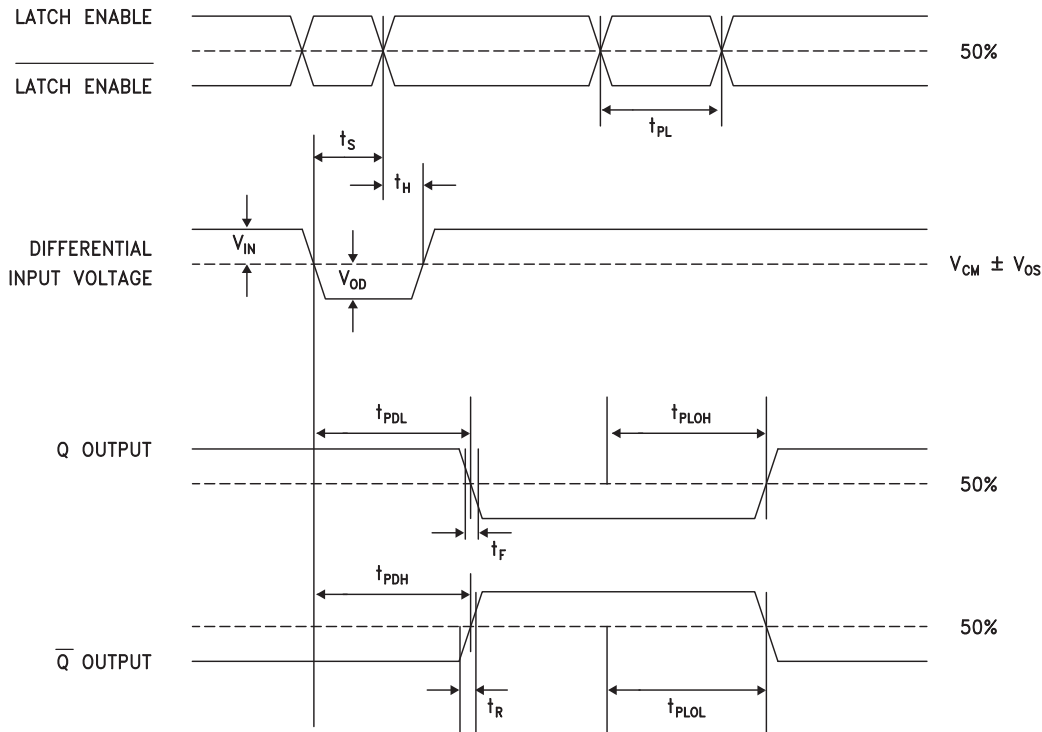 LATCH ENABLE
50%
LATCH ENABLE
tPL
tS
tH
VIN
DIFFERENTIAL
INPUT VOLTAGE
VOD
VCM ± VOS
tPDL
tPLOH
Q OUTPUT
50%
tF
tPDH
50%
Q̅ OUTPUT
tR
tPLOL